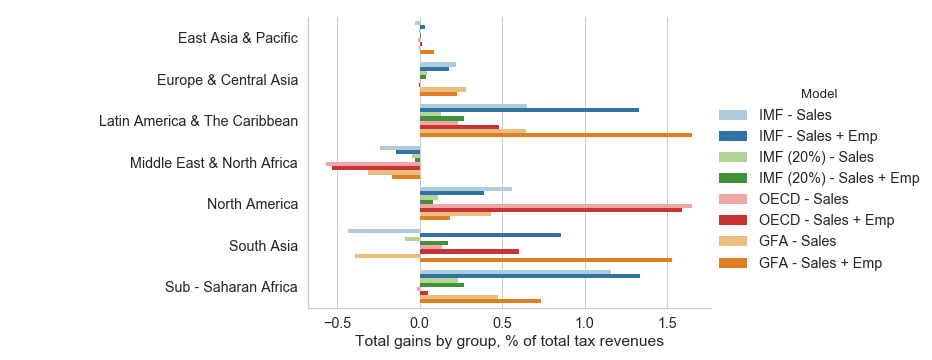 East Asia & Pacific
Europe & Central Asia
Latin America & The Caribbean
Middle East & North Africa
North America
South Asia
Sub - Saharan Africa
−0.5 0.0 0.5 1.0 1.5
Total gains by group, % of total tax revenues
Model
IMF - Sales
IMF - Sales + Emp
IMF (20%) - Sales
IMF (20%) - Sales + Emp
OECD - Sales
OECD - Sales + Emp
GFA - Sales
GFA - Sales + Emp